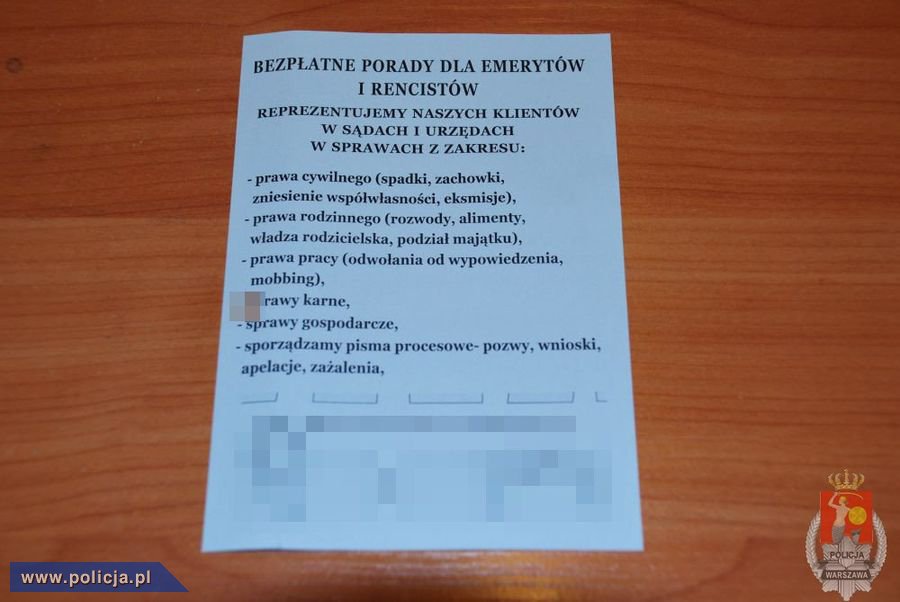 BEZPŁATNE PORADY DLA EMERYTÓW
I RENCISTÓW
REPREZENTUJEMY NASZYCH KLIENTÓW
W SĄDACH I URZĘDACH
W SPRAWACH Z ZAKRESU:
- prawa cywilnego (spadki, zachowki,
zniesienie współwłasności, eksmisje),
- prawa rodzinnego (rozwody, alimenty,
władza rodzicielska, podział majątku),
- prawa pracy (odwołania od wypowiedzenia,
mobbing),
rawy karne,
- sprawy gospodarcze,
- sporządzamy pisma procesowe- pozwy, wnioski,
apelacje, zażalenia,
www.policja.pl
POLICJA
WARSZAWA